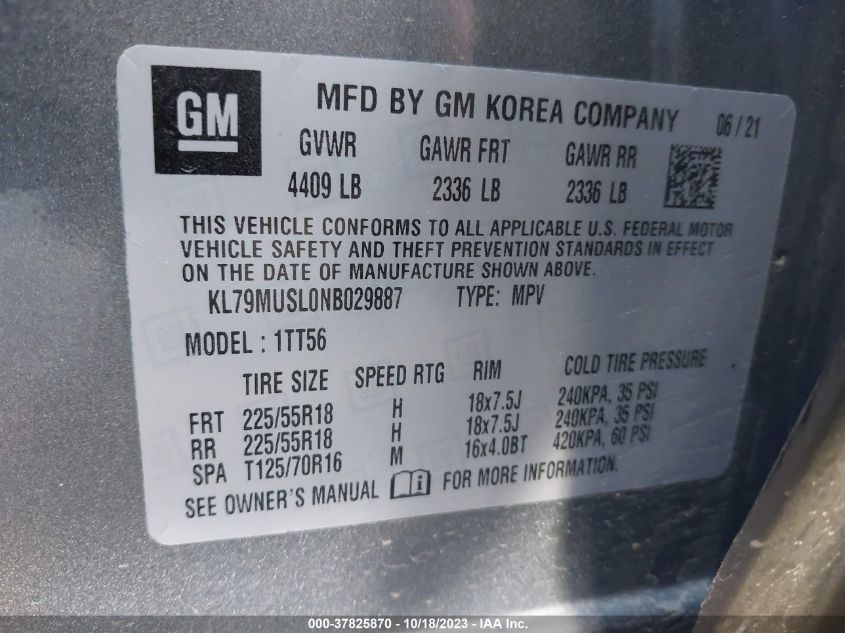 GM
MFD BY GM KOREA COMPANY 06/21
GVWR GAWR FRT GAWR RR
4409 LB 2336 LB 2336 LB
THIS VEHICLE CONFORMS TO ALL APPLICABLE U.S. FEDERAL MOTOR
VEHICLE SAFETY AND THEFT PREVENTION STANDARDS IN EFFECT
ON THE DATE OF MANUFACTURE SHOWN ABOVE.
KL79MUSL0NB029887 TYPE: MPV
MODEL : 1TT56
TIRE SIZE SPEED RTG RIM COLD TIRE PRESSURE
FRT 225/55R18 H 18x7.5J 240KPA, 35 PSI
RR 225/55R18 H 18x7.5J 240KPA, 35 PSI
SPA T125/70R16 M 16x4.0BT 420KPA, 60 PSI
SEE OWNER'S MANUAL FOR MORE INFORMATION.
000-37825870 - 10/18/2023 - IAA Inc.